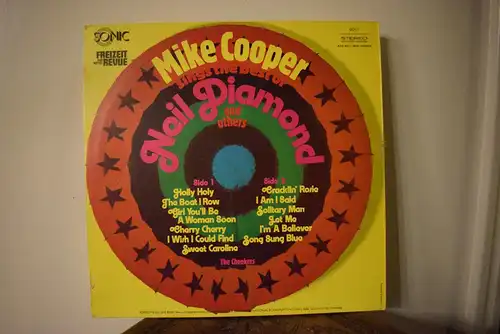 SONIC
FREIZEIT
REVUE
STEREO
Mike Cooper
sings the best of
Neil Diamond
and
others
Side 1
Holly Holy
The Boat I Row
Girl You'll Be
A Woman Soon
Cherry Cherry
I Wish I Could Find
Sweet Caroline
Side 2
Cracklin' Rosie
I Am I Said
Solitary Man
Let Me
I'm A Believer
Song Sung Blue
The Checkers